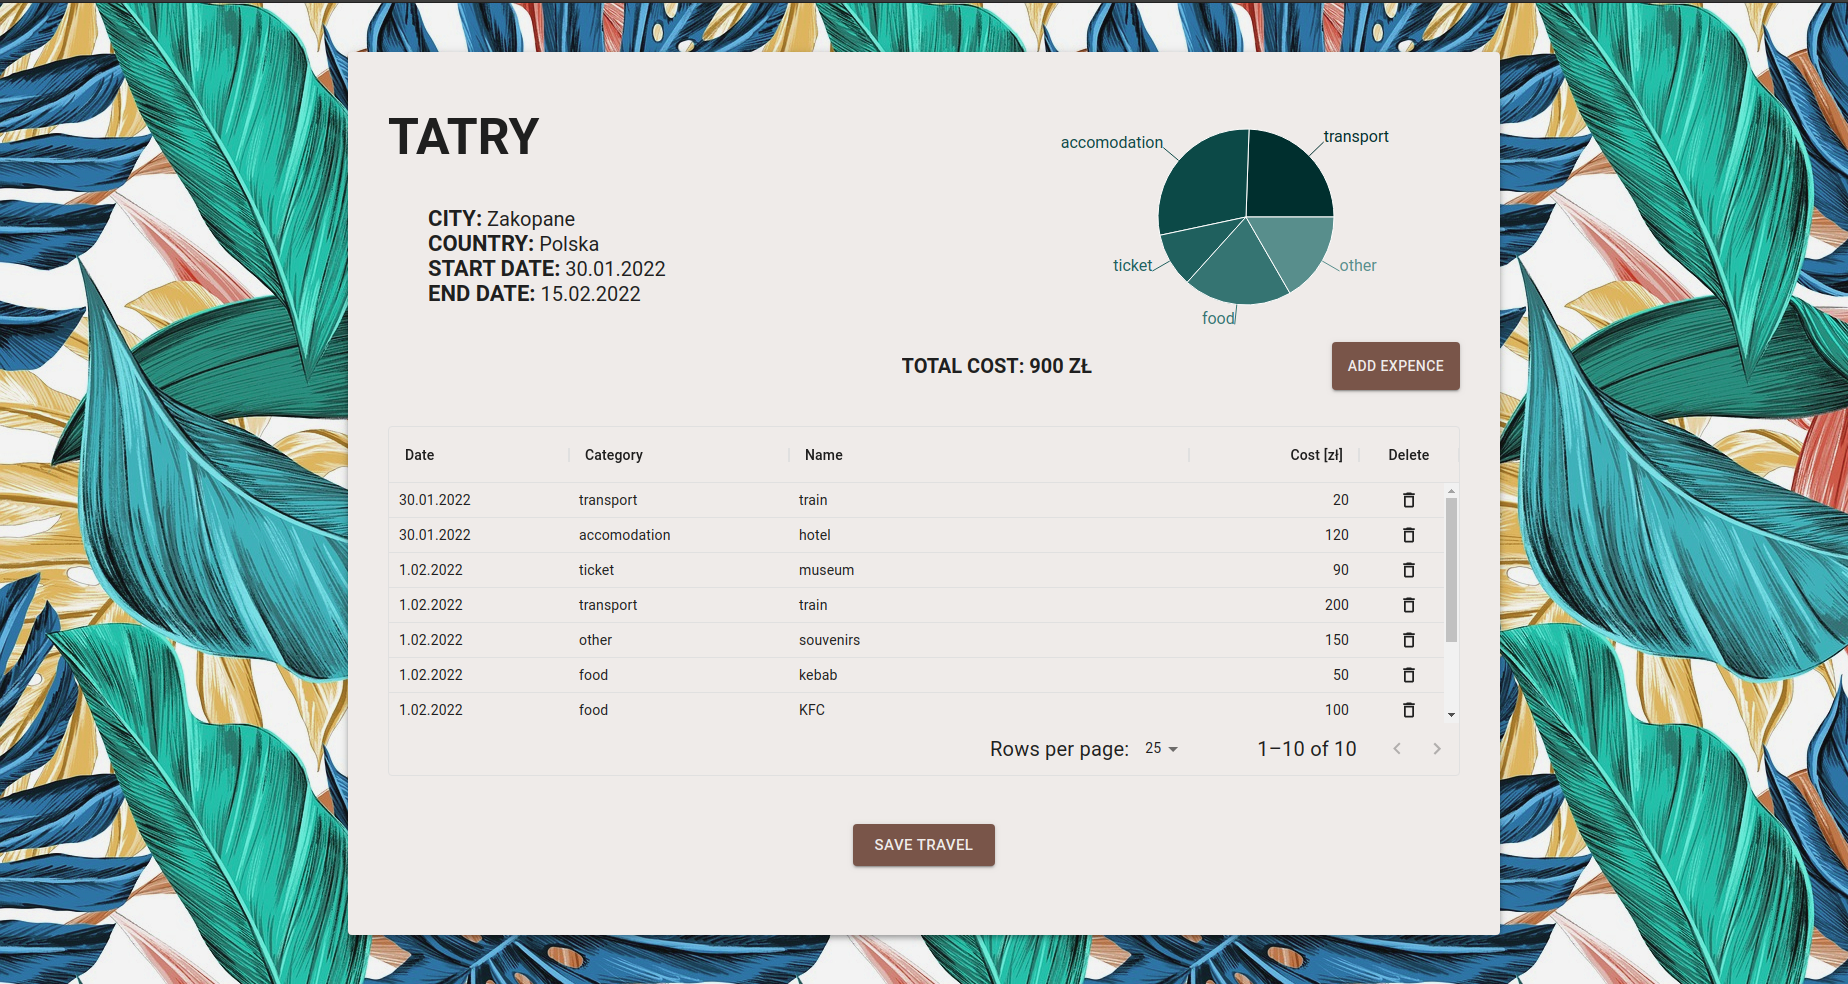 TATRY
CITY: Zakopane
COUNTRY: Polska
START DATE: 30.01.2022
END DATE: 15.02.2022
accomodation
transport
ticket
other
food
TOTAL COST: 900 ZŁ
ADD EXPENCE
Date Category Name Cost [zł] Delete
30.01.2022 transport train 20
30.01.2022 accomodation hotel 120
1.02.2022 ticket museum 90
1.02.2022 transport train 200
1.02.2022 other souvenirs 150
1.02.2022 food kebab 50
1.02.2022 food KFC 100
Rows per page: 25 1–10 of 10
SAVE TRAVEL